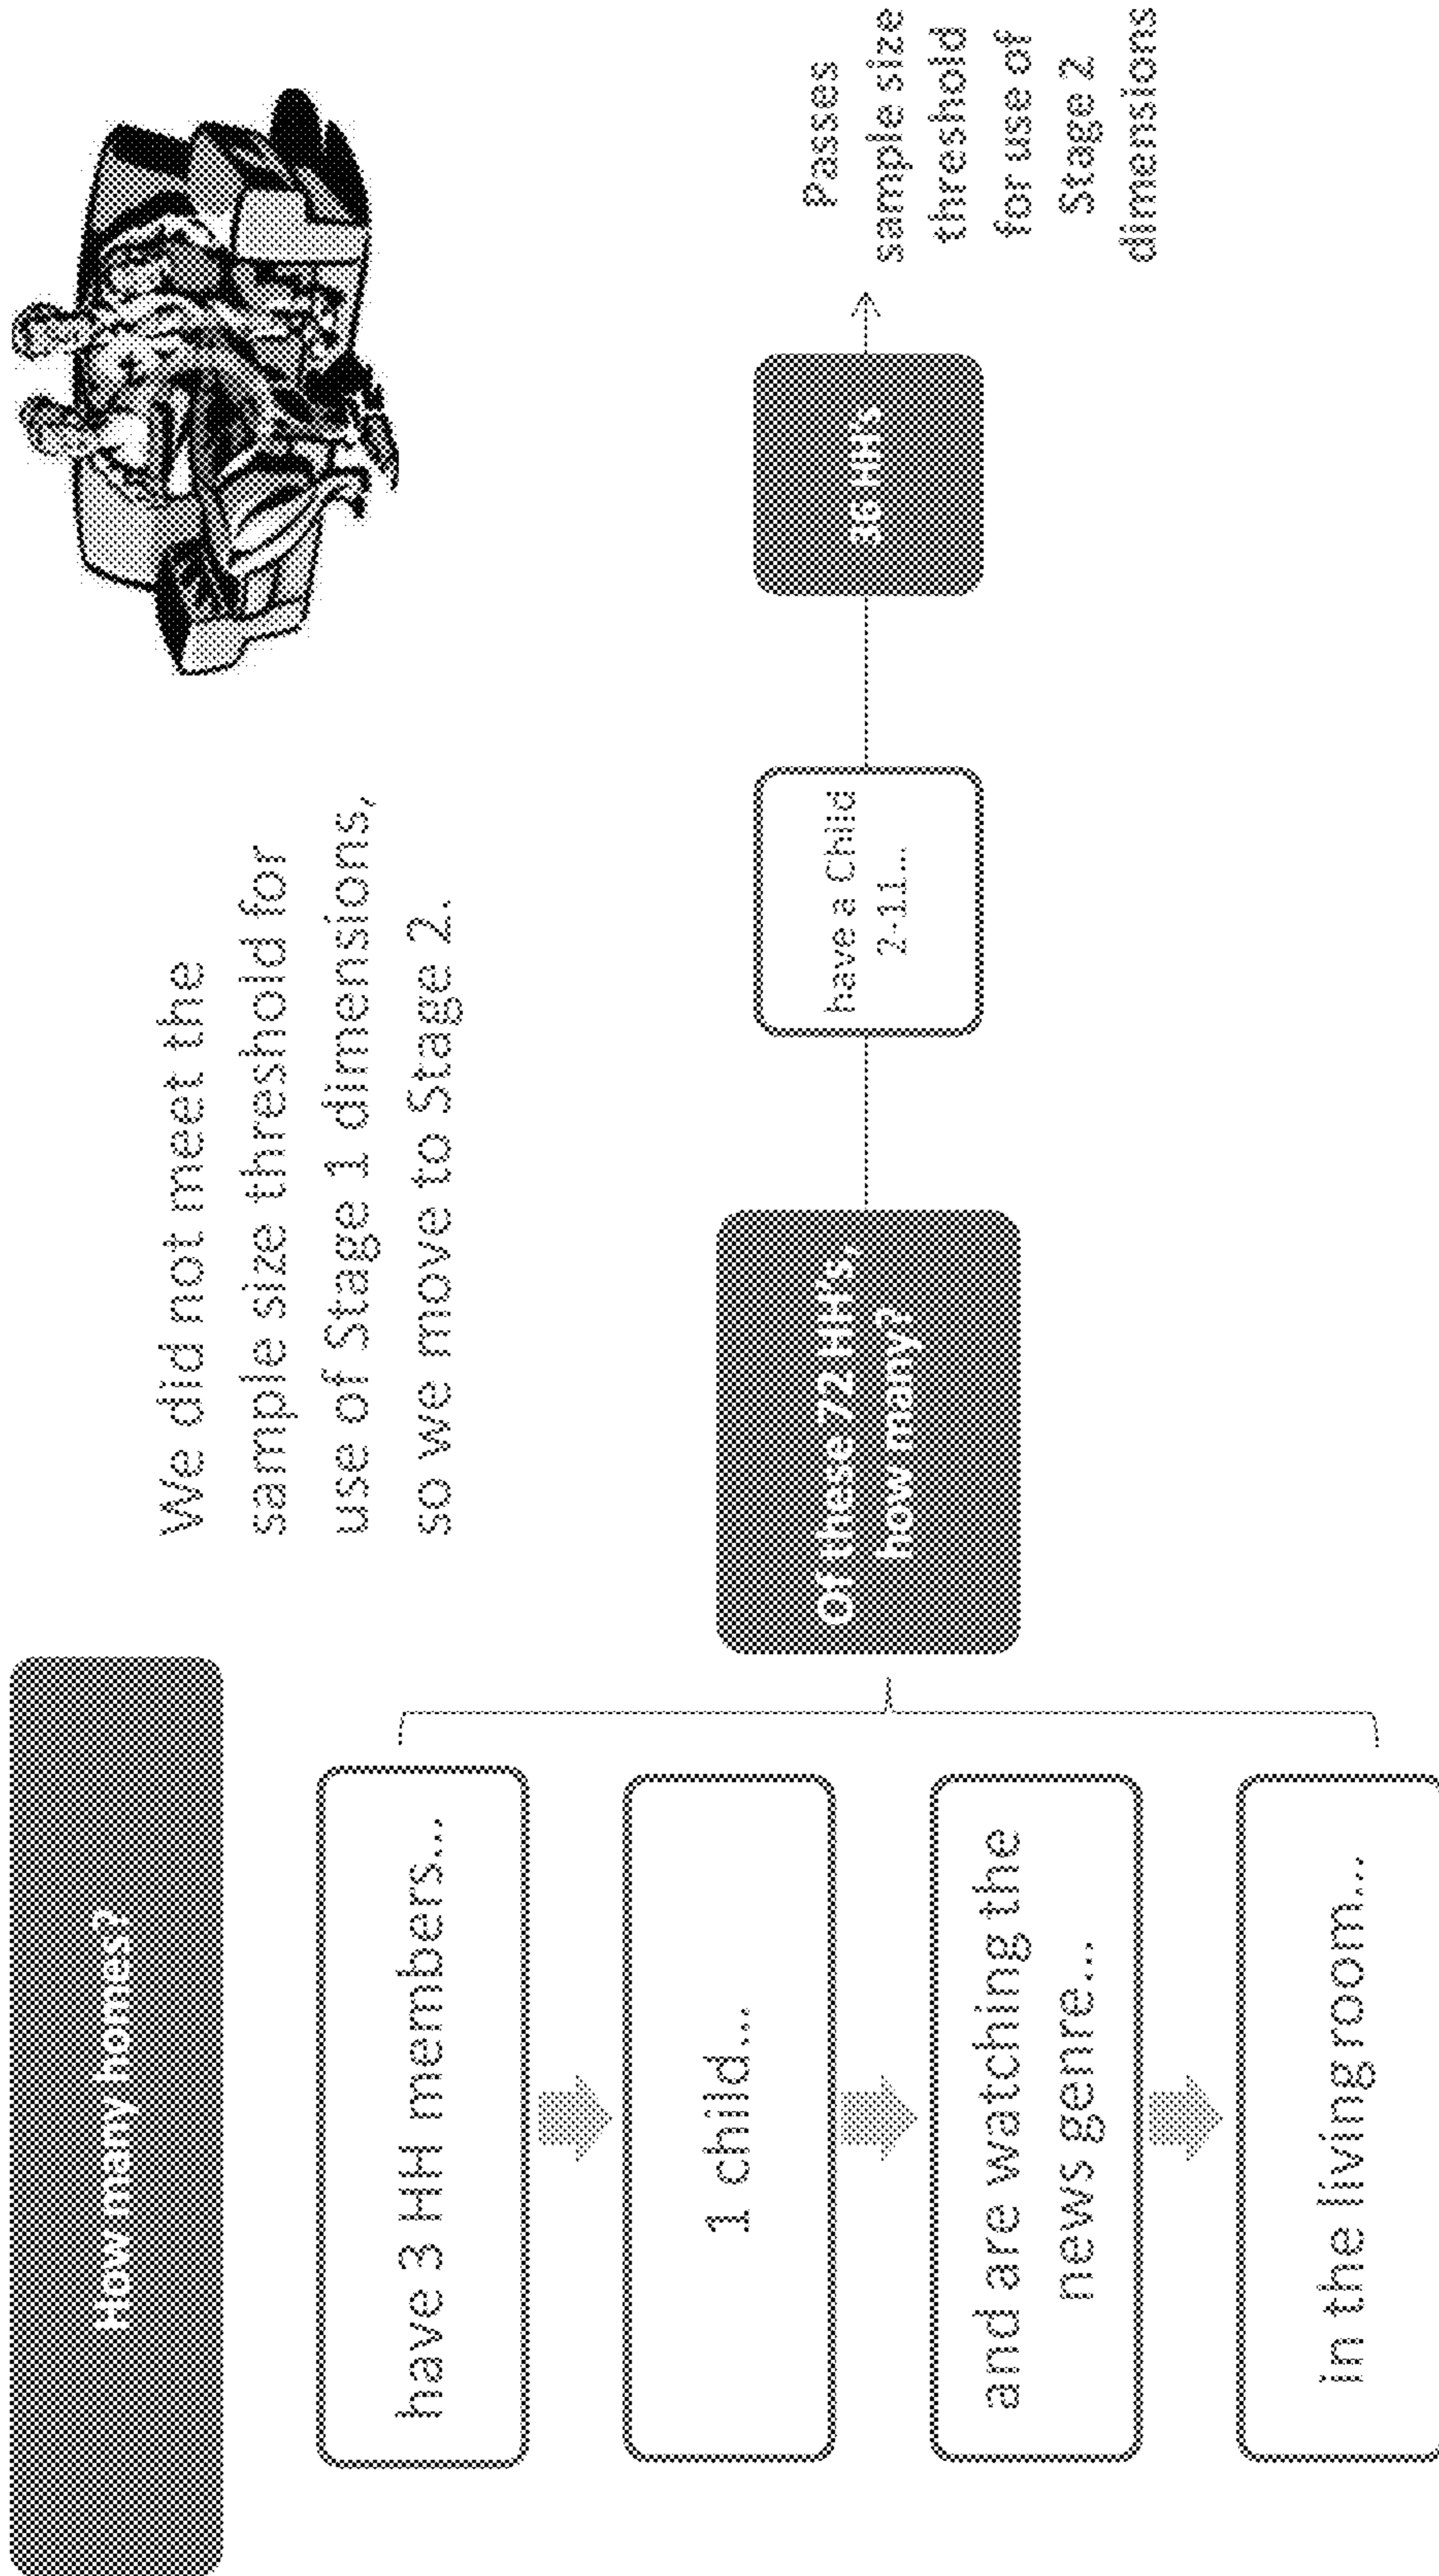 How many homes?
We did not meet the
sample size threshold for
use of Stage 1 dimensions,
so we move to Stage 2.
have 3 HH members...
1 child...
and are watching the
news genre...
in the living room...
Of these 72 HH's,
how many?
have a Child
2-11...
36 HH's
Passes
sample size
threshold
for use of
Stage 2
dimensions